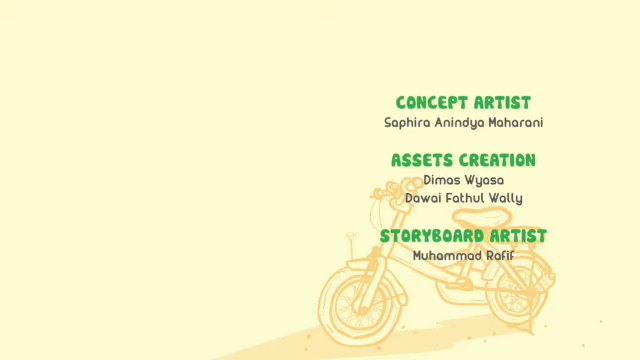 CONCEPT ARTIST
Saphira Anindya Maharani
ASSETS CREATION
Dimas Wyasa
Dawai Fathul Wally
STORYBOARD ARTIST
Muhammad Rafif